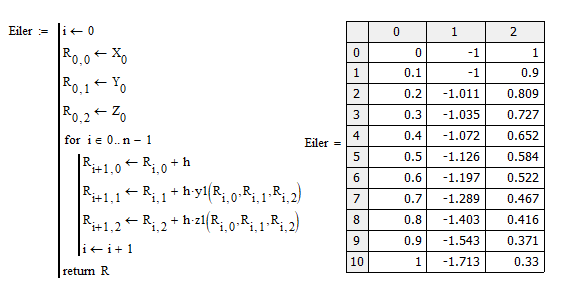 Eiler := i ← 0
R0,0 ← X0
R0,1 ← Y0
R0,2 ← Z0
for i ∈ 0.. n − 1
Ri+1,0 ← Ri,0 + h
Ri+1,1 ← Ri,1 + h·y1(Ri,0,Ri,1,Ri,2)
Ri+1,2 ← Ri,2 + h·z1(Ri,0,Ri,1,Ri,2)
i ← i + 1
return R
Eiler =
0 1 2
0 0 -1 1
1 0.1 -1 0.9
2 0.2 -1.011 0.809
3 0.3 -1.035 0.727
4 0.4 -1.072 0.652
5 0.5 -1.126 0.584
6 0.6 -1.197 0.522
7 0.7 -1.289 0.467
8 0.8 -1.403 0.416
9 0.9 -1.543 0.371
10 1 -1.713 0.33